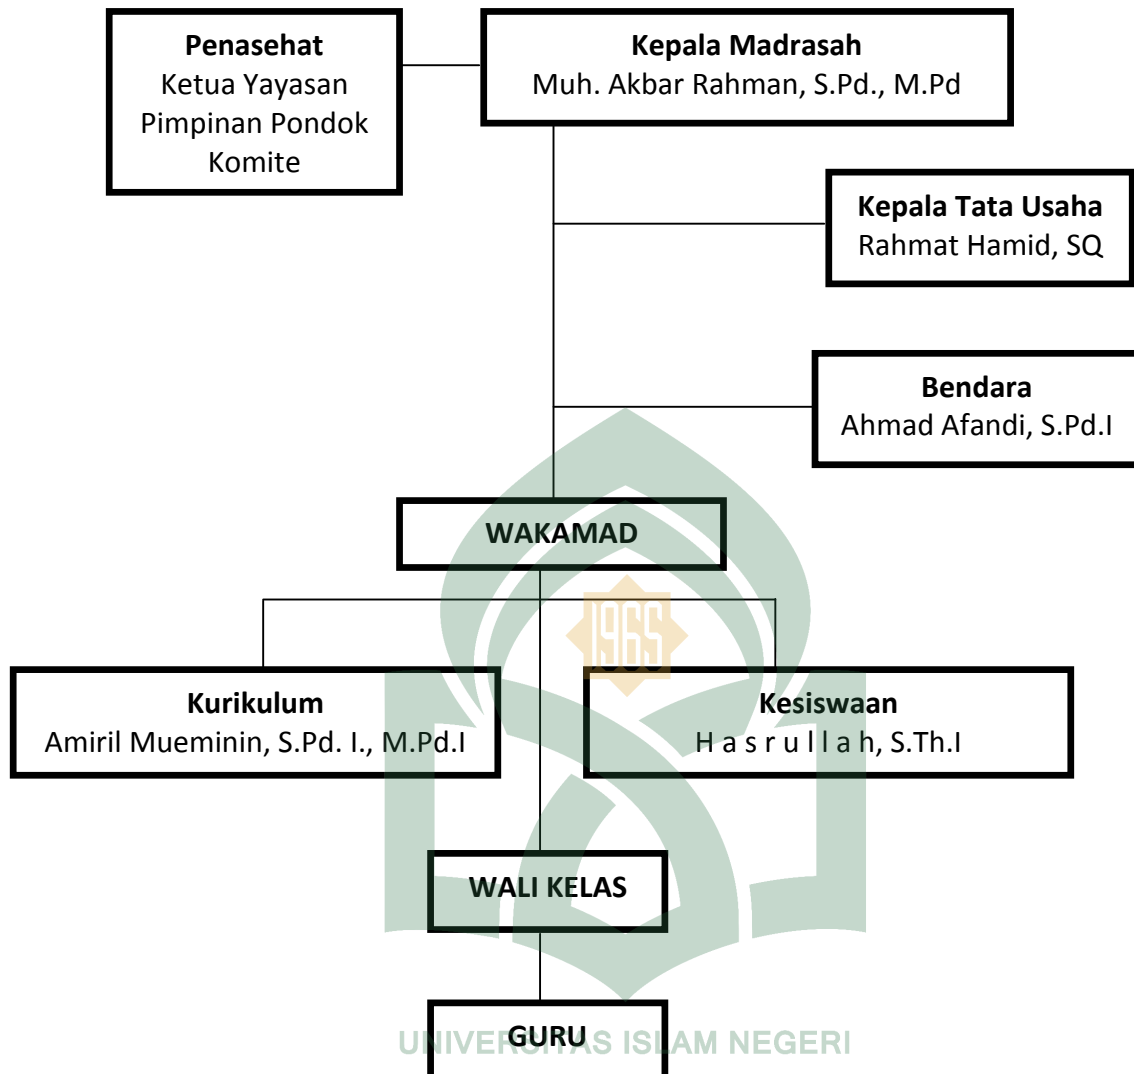 Penasehat
Ketua Yayasan
Pimpinan Pondok
Komite
Kepala Madrasah
Muh. Akbar Rahman, S.Pd., M.Pd
Kepala Tata Usaha
Rahmat Hamid, SQ
Bendara
Ahmad Afandi, S.Pd.I
WAKAMAD
1965
Kurikulum
Amiril Mueminin, S.Pd. I., M.Pd.I
Kesiswaan
H a s r u l l a h, S.Th.I
WALI KELAS
GURU
UNIVERSITAS ISLAM NEGERI